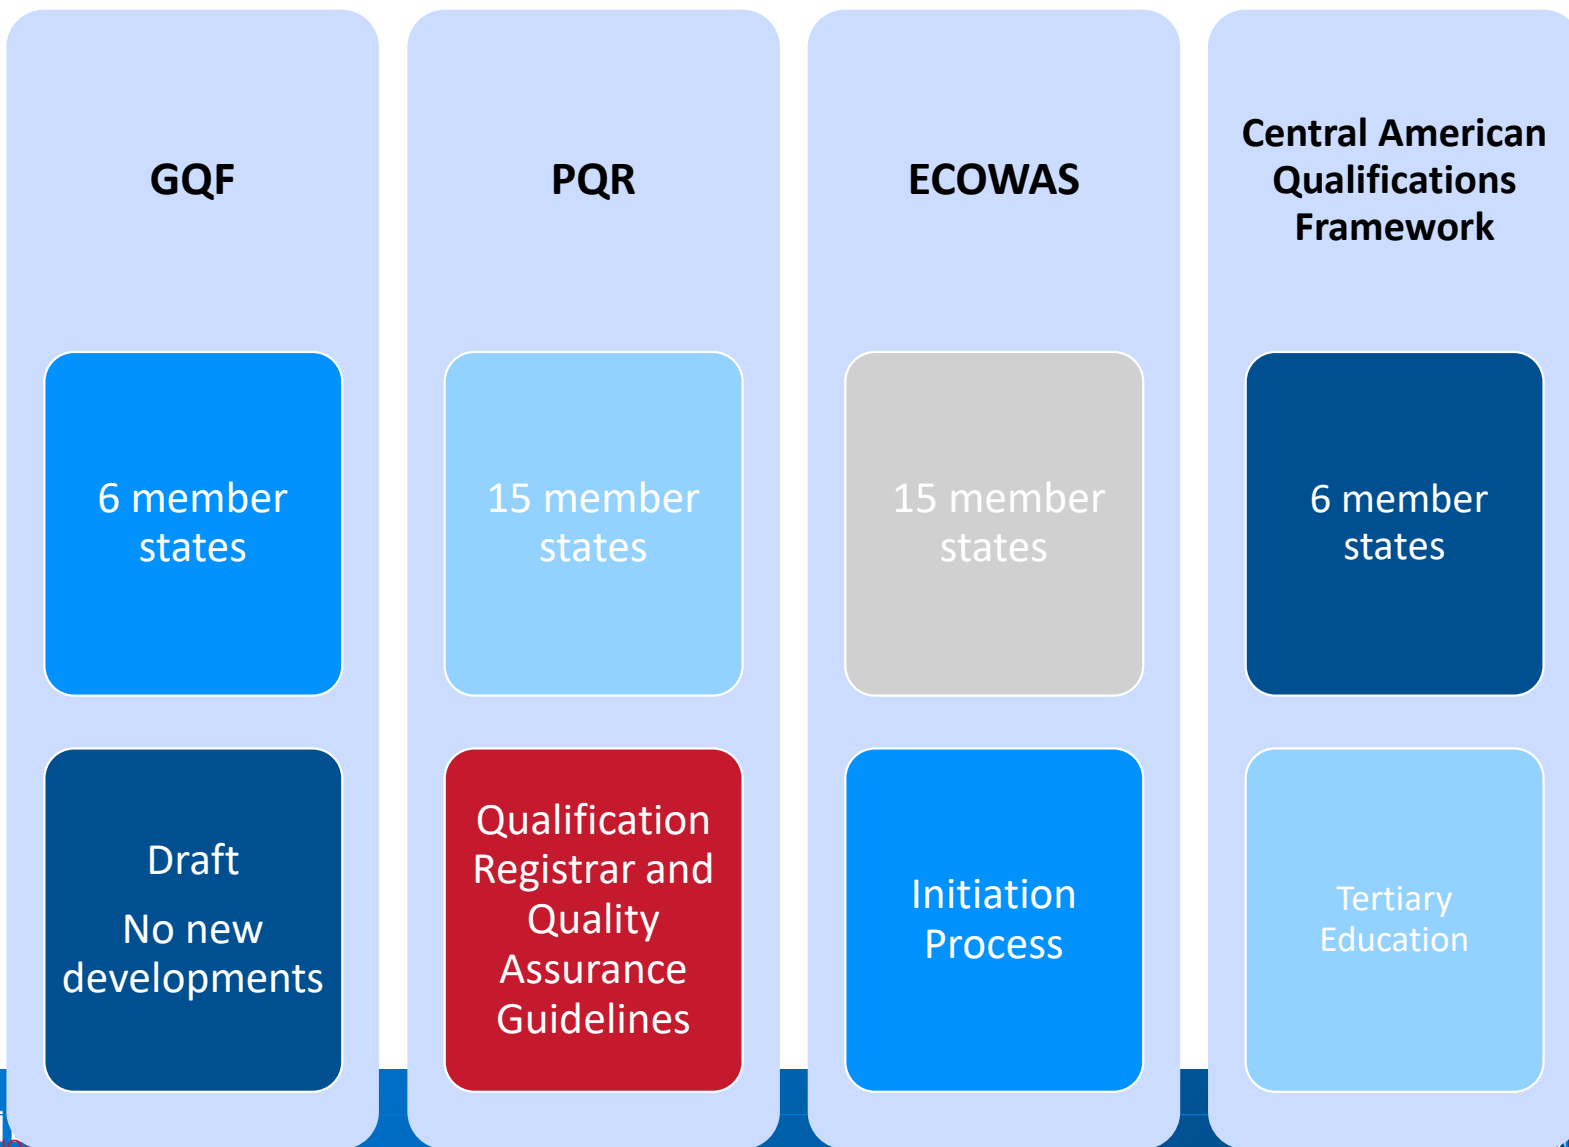 GQF
6 member
states
Draft
No new
developments
PQR
15 member
states
Qualification
Registrar and
Quality
Assurance
Guidelines
ECOWAS
15 member
states
Initiation
Process
Central American
Qualifications
Framework
6 member
states
Tertiary
Education